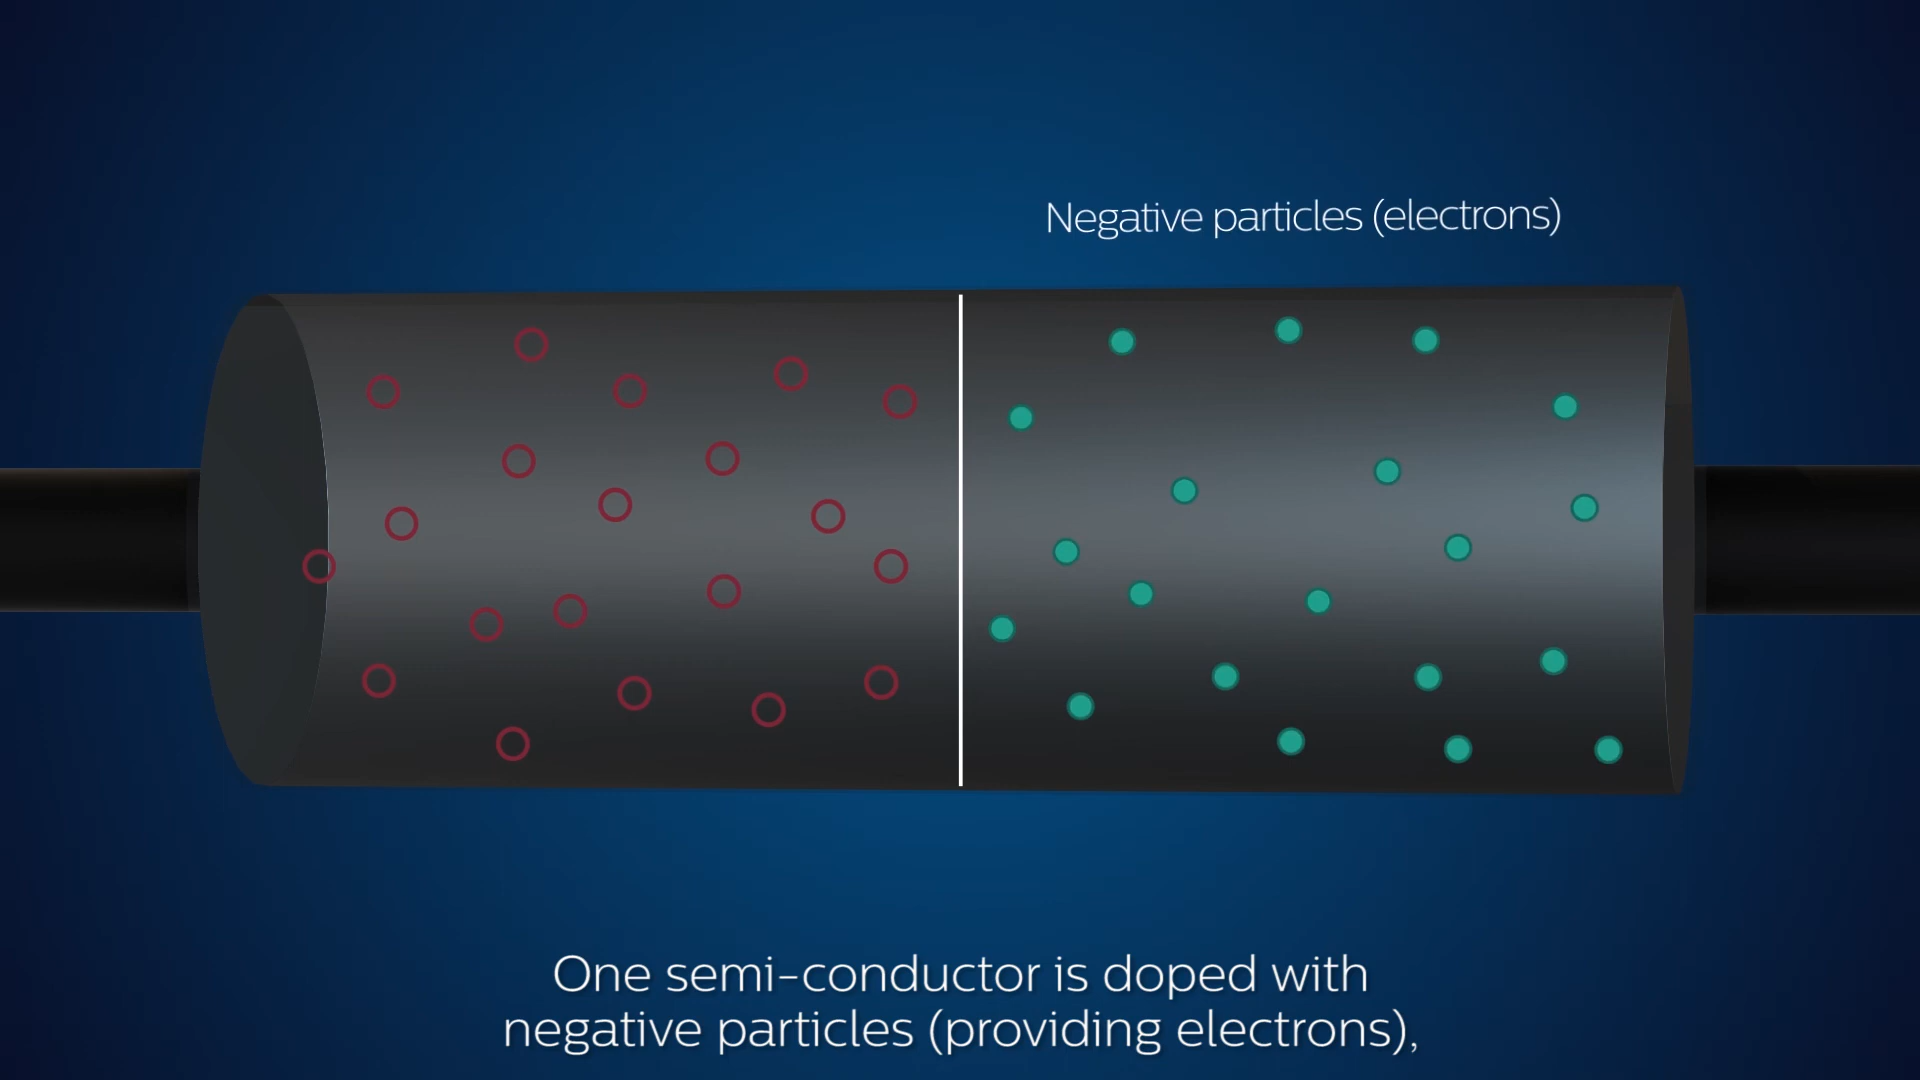 Negative particles (electrons)
One semi-conductor is doped with
negative particles (providing electrons),